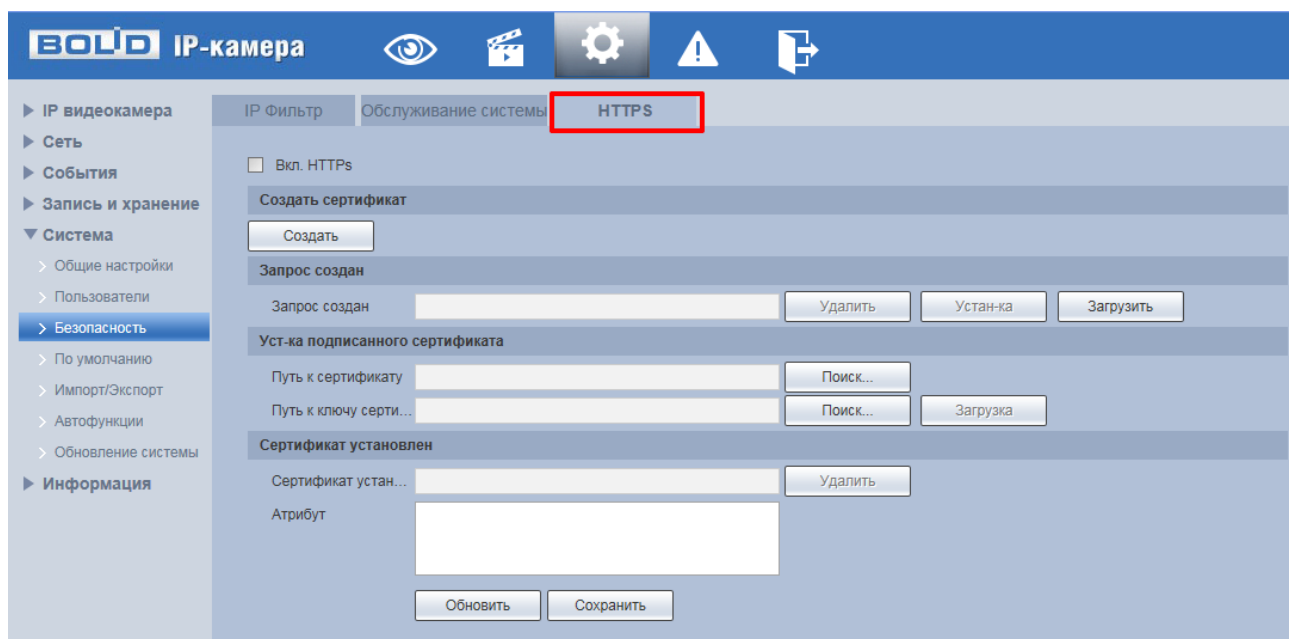 BOLID IP-камера
IP видеокамера
Сеть
События
Запись и хранение
Система
Общие настройки
Пользователи
Безопасность
По умолчанию
Импорт/Экспорт
Автофункции
Обновление системы
Информация
IP Фильтр Обслуживание системы HTTPS
Вкл. HTTPs
Создать сертификат
Создать
Запрос создан
Запрос создан Удалить Устан-ка Загрузить
Уст-ка подписанного сертификата
Путь к сертификату Поиск...
Путь к ключу серти... Поиск... Загрузка
Сертификат установлен
Сертификат устан... Удалить
Атрибут
Обновить Сохранить